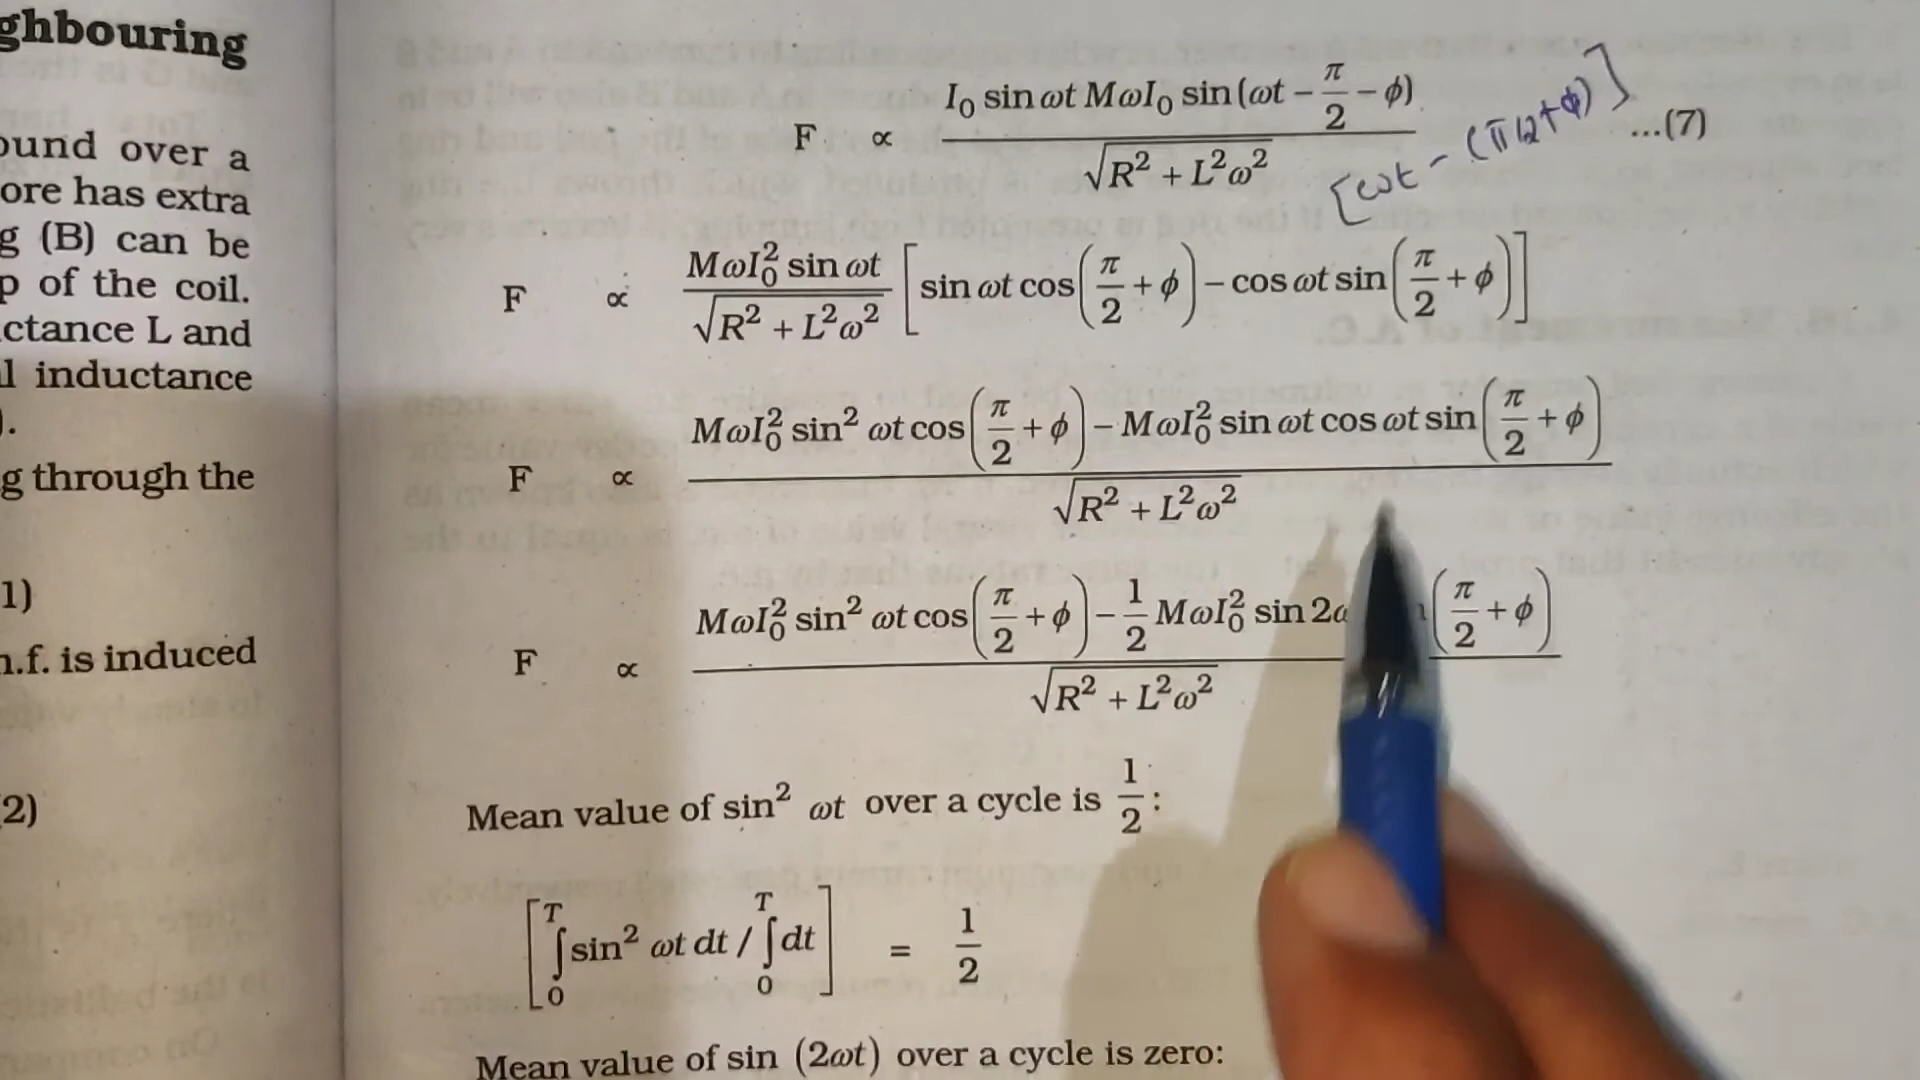 ghbouring
ound over a
ore has extra
g (B) can be
p of the coil.
ctance L and
l inductance
).
g through the
1)
n.f. is induced
2)
F ∝ I₀ sin ωt MωI₀ sin(ωt − π/2 − ϕ) / √(R² + L²ω²) ...(7)
[ωt − (π/2+ϕ)]
F ∝ MωI₀² sin ωt / √(R² + L²ω²) [sin ωt cos(π/2 + ϕ) − cos ωt sin(π/2 + ϕ)]
F ∝ MωI₀² sin² ωt cos(π/2 + ϕ) − MωI₀² sin ωt cos ωt sin(π/2 + ϕ) / √(R² + L²ω²)
F ∝ MωI₀² sin² ωt cos(π/2 + ϕ) − 1/2 MωI₀² sin 2 (π/2 + ϕ) / √(R² + L²ω²)
Mean value of sin² ωt over a cycle is 1/2:
[∫₀ᵀ sin² ωt dt / ∫₀ᵀ dt] = 1/2
Mean value of sin (2ωt) over a cycle is zero: